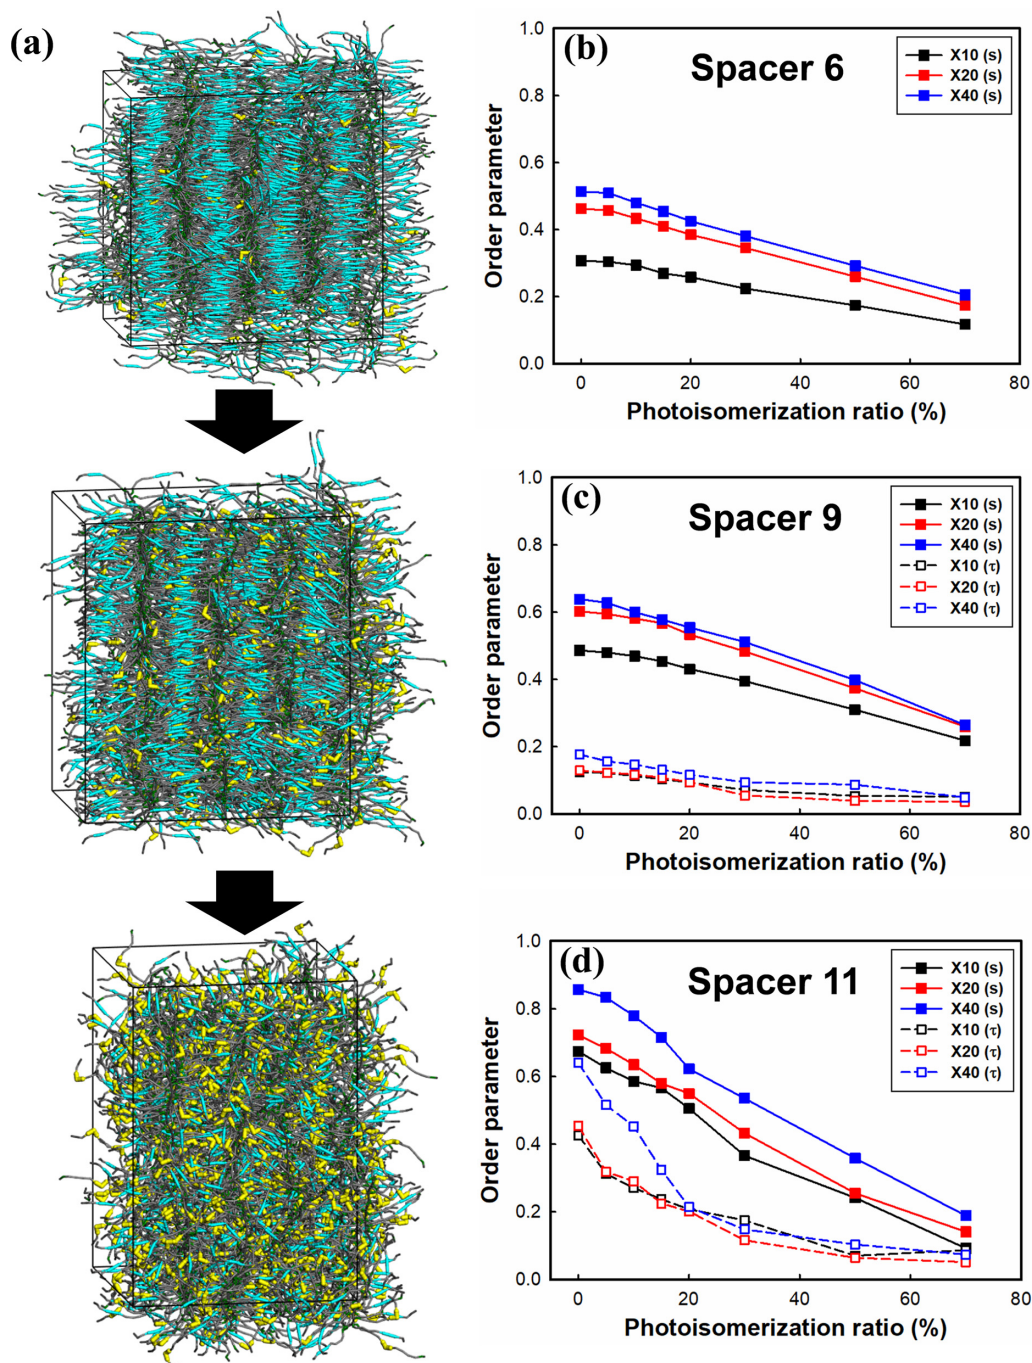 (a)
(b)
Spacer 6
X10 (s)
X20 (s)
X40 (s)
Order parameter
1.0
0.8
0.6
0.4
0.2
0.0
0
20
40
60
80
Photoisomerization ratio (%)
(c)
Spacer 9
X10 (s)
X20 (s)
X40 (s)
X10 (τ)
X20 (τ)
X40 (τ)
Order parameter
1.0
0.8
0.6
0.4
0.2
0.0
0
20
40
60
80
Photoisomerization ratio (%)
(d)
Spacer 11
X10 (s)
X20 (s)
X40 (s)
X10 (τ)
X20 (τ)
X40 (τ)
Order parameter
1.0
0.8
0.6
0.4
0.2
0.0
0
20
40
60
80
Photoisomerization ratio (%)